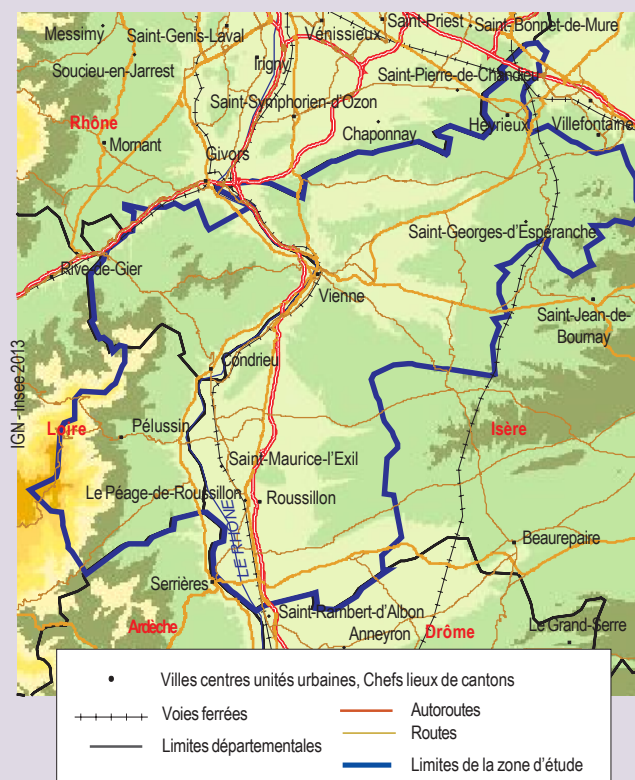 Messimy
Saint-Genis-Laval
Vénissieux
Saint-Priest
Saint-Bonnet-de-Mure
Soucieu-en-Jarrest
Irigny
Saint-Pierre-de-Chandieu
Saint-Symphorien-d'Ozon
Rhône
Chaponnay
Heyrieux
Villefontaine
Mornant
Givors
Saint-Georges-d'Espéranche
Rive-de-Gier
Vienne
Saint-Jean-de-
Bournay
Condrieu
IGN - Insee 2013
Loire
Pélussin
Isère
Saint-Maurice-l'Exil
Le Péage-de-Roussillon
Roussillon
LE RHÔNE
Beaurepaire
Serrières
Saint-Rambert-d'Albon
Ardèche
Anneyron
Drôme
Le Grand-Serre
Villes centres unités urbaines, Chefs lieux de cantons
Voies ferrées
Autoroutes
Routes
Limites départementales
Limites de la zone d'étude